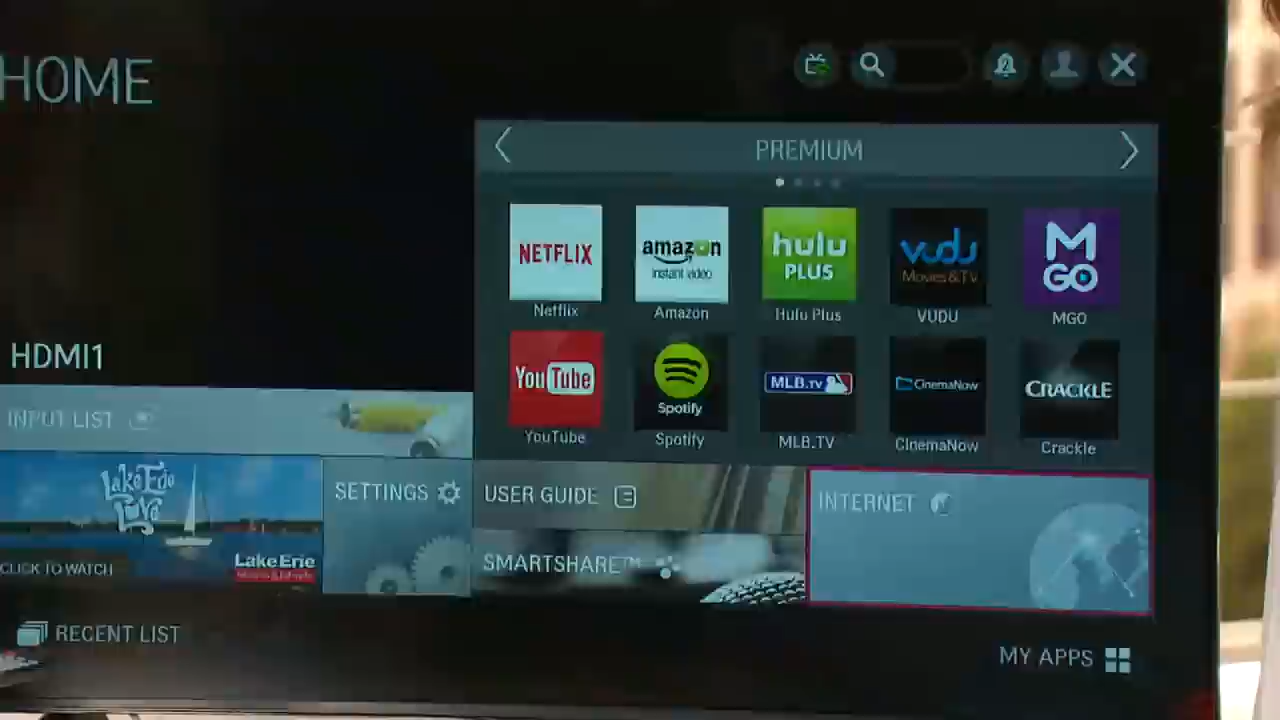 HOME
PREMIUM
NETFLIX
Netflix
amazon
instant video
Amazon
hulu
PLUS
Hulu Plus
vudu
Movies & TV
VUDU
M
GO
MGO
YouTube
YouTube
Spotify
Spotify
MLB.TV
MLB.TV
CinemaNow
CinemaNow
CRACKLE
Crackle
HDMI1
INPUT LIST
Lake Erie
Love
Lake Erie
CLICK TO WATCH
SETTINGS
USER GUIDE
SMARTSHARE™
INTERNET
RECENT LIST
MY APPS